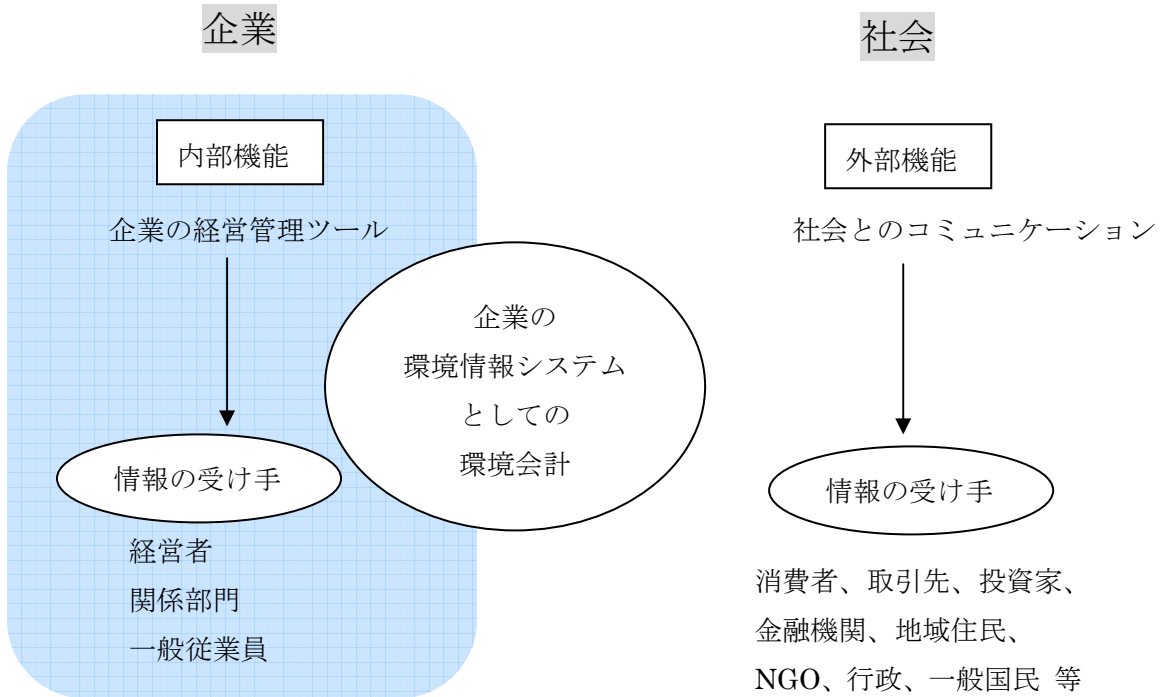 企業
内部機能
企業の経営管理ツール
情報の受け手
経営者
関係部門
一般従業員
企業の
環境情報システム
としての
環境会計
社会
外部機能
社会とのコミュニケーション
情報の受け手
消費者、取引先、投資家、
金融機関、地域住民、
NGO、行政、一般国民 等